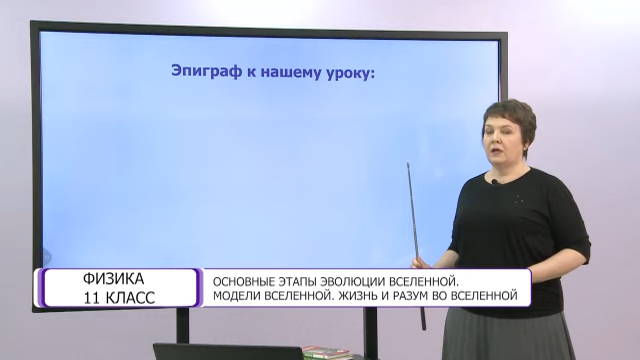 Эпиграф к нашему уроку:
ФИЗИКА
11 КЛАСС
ОСНОВНЫЕ ЭТАПЫ ЭВОЛЮЦИИ ВСЕЛЕННОЙ.
МОДЕЛИ ВСЕЛЕННОЙ. ЖИЗНЬ И РАЗУМ ВО ВСЕЛЕННОЙ